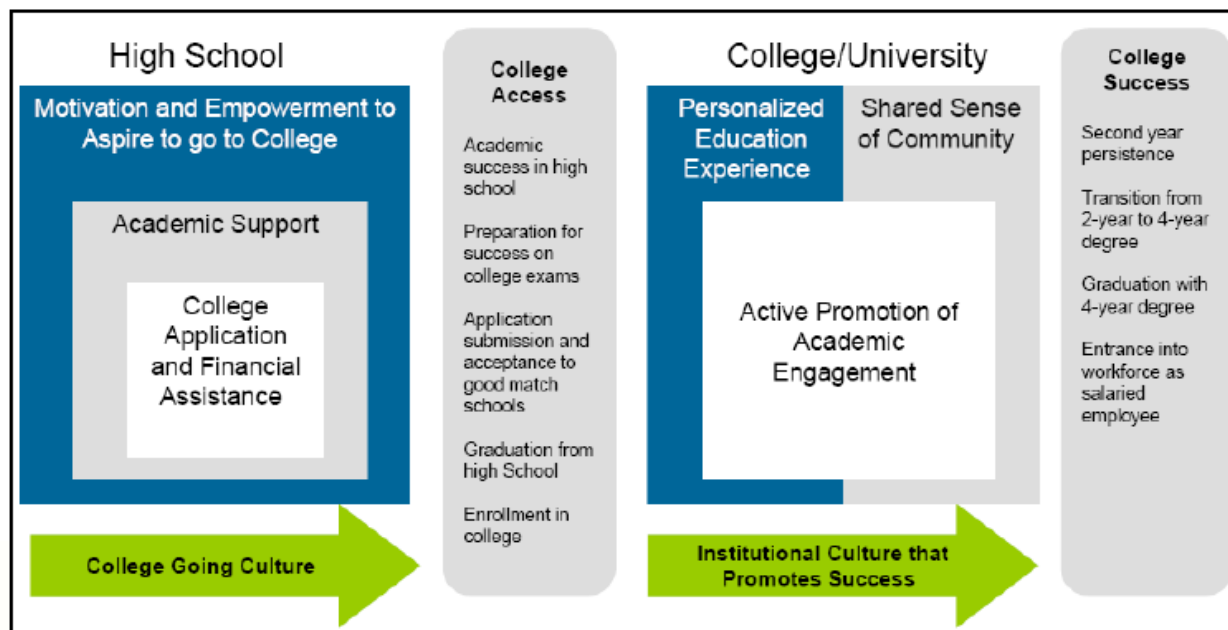 High School
Motivation and Empowerment to
Aspire to go to College
Academic Support
College
Application
and Financial
Assistance
College Going Culture
College
Access
Academic
success in high
school
Preparation for
success on
college exams
Application
submission and
acceptance to
good match
schools
Graduation from
high School
Enrollment in
college
College/University
Personalized
Education
Experience
Shared Sense
of Community
Active Promotion of
Academic
Engagement
Institutional Culture that
Promotes Success
College
Success
Second year
persistence
Transition from
2-year to 4-year
degree
Graduation with
4-year degree
Entrance into
workforce as
salaried
employee